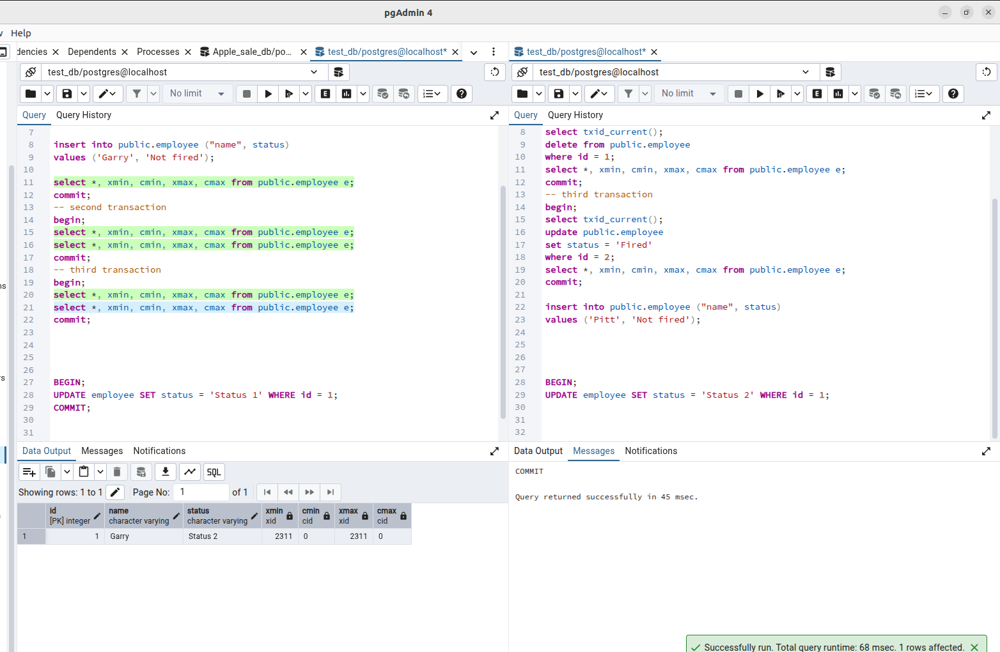 pgAdmin 4
Help
dencies
Dependents
Processes
Apple_sale_db/po...
test_db/postgres@localhost*
test_db/postgres@localhost*
test_db/postgres@localhost
test_db/postgres@localhost
No limit
E
No limit
E
Query
Query History
Query
Query History
7
8 insert into public.employee ("name", status)
9 values ('Garry', 'Not fired');
10
11 select *, xmin, cmin, xmax, cmax from public.employee e;
12 commit;
13 -- second transaction
14 begin;
15 select *, xmin, cmin, xmax, cmax from public.employee e;
16 select *, xmin, cmin, xmax, cmax from public.employee e;
17 commit;
18 -- third transaction
19 begin;
20 select *, xmin, cmin, xmax, cmax from public.employee e;
21 select *, xmin, cmin, xmax, cmax from public.employee e;
22 commit;
23
24
25
26
27 BEGIN;
28 UPDATE employee SET status = 'Status 1' WHERE id = 1;
29 COMMIT;
30
31
8 select txid_current();
9 delete from public.employee
10 where id = 1;
11 select *, xmin, cmin, xmax, cmax from public.employee e;
12 commit;
13 -- third transaction
14 begin;
15 select txid_current();
16 update public.employee
17 set status = 'Fired'
18 where id = 2;
19 select *, xmin, cmin, xmax, cmax from public.employee e;
20 commit;
21
22 insert into public.employee ("name", status)
23 values ('Pitt', 'Not fired');
24
25
26
27
28 BEGIN;
29 UPDATE employee SET status = 'Status 2' WHERE id = 1;
30
31
32
ns
rs
Data Output
Messages
Notifications
SQL
Showing rows: 1 to 1
Page No:
1
of 1
id
[PK] integer
name
character varying
status
character varying
xmin
xid
cmin
cid
xmax
xid
cmax
cid
1 1 Garry Status 2 2311 0 2311 0
Data Output
Messages
Notifications
COMMIT
Query returned successfully in 45 msec.
Successfully run. Total query runtime: 68 msec. 1 rows affected.